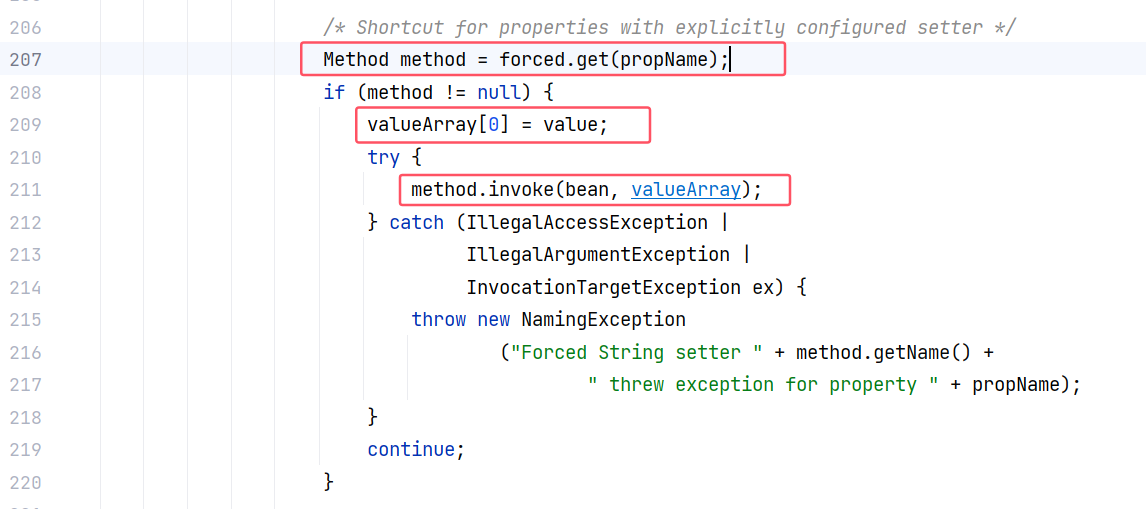 206 /* Shortcut for properties with explicitly configured setter */
207 Method method = forced.get(propName);
208 if (method != null) {
209 valueArray[0] = value;
210 try {
211 method.invoke(bean, valueArray);
212 } catch (IllegalAccessException |
213 IllegalArgumentException |
214 InvocationTargetException ex) {
215 throw new NamingException
216 ("Forced String setter " + method.getName() +
217 " threw exception for property " + propName);
218 }
219 continue;
220 }